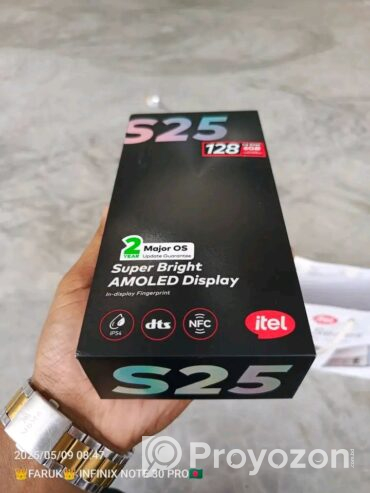 S25
128
2
YEAR
Major OS
Update Guarantee
Super Bright
AMOLED Display
In-display Fingerprint
IP54
dts
NFC
itel
S25
2025/05/09 08:47
👑FARUK👑 INFINIX NOTE 30 PRO🇧🇩
Proyozon